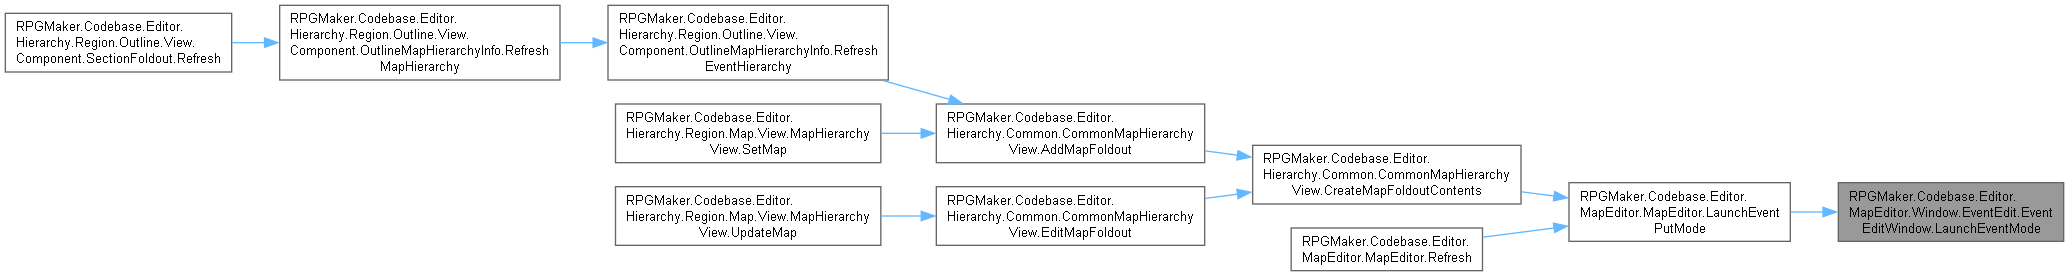 RPGMaker.Codebase.Editor.
Hierarchy.Region.Outline.View.
Component.SectionFoldout.Refresh
RPGMaker.Codebase.Editor.
Hierarchy.Region.Outline.View.
Component.OutlineMapHierarchyInfo.Refresh
MapHierarchy
RPGMaker.Codebase.Editor.
Hierarchy.Region.Outline.View.
Component.OutlineMapHierarchyInfo.Refresh
EventHierarchy
RPGMaker.Codebase.Editor.
Hierarchy.Region.Map.View.MapHierarchy
View.SetMap
RPGMaker.Codebase.Editor.
Hierarchy.Common.CommonMapHierarchy
View.AddMapFoldout
RPGMaker.Codebase.Editor.
Hierarchy.Region.Map.View.MapHierarchy
View.UpdateMap
RPGMaker.Codebase.Editor.
Hierarchy.Common.CommonMapHierarchy
View.EditMapFoldout
RPGMaker.Codebase.Editor.
Hierarchy.Common.CommonMapHierarchy
View.CreateMapFoldoutContents
RPGMaker.Codebase.Editor.
MapEditor.MapEditor.Refresh
RPGMaker.Codebase.Editor.
MapEditor.MapEditor.LaunchEvent
PutMode
RPGMaker.Codebase.Editor.
MapEditor.Window.EventEdit.Event
EditWindow.LaunchEventMode